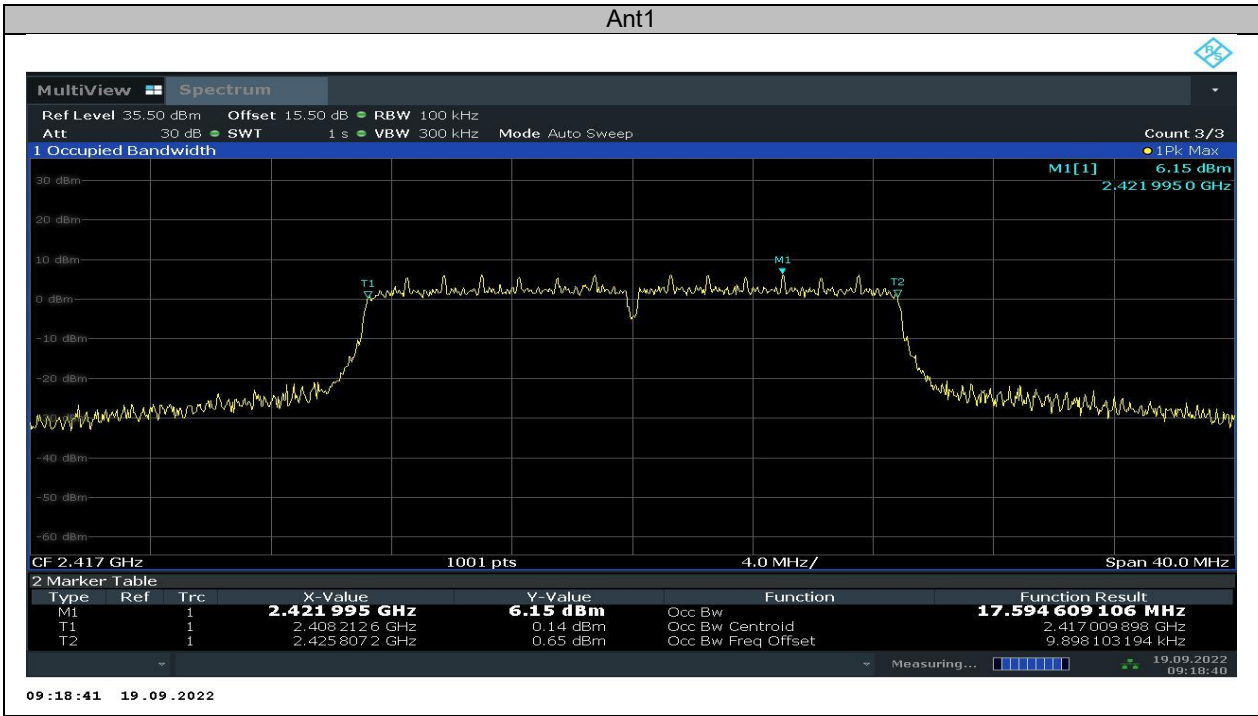 Ant1
R/S
MultiView Spectrum
Ref Level 35.50 dBm Offset 15.50 dB RBW 100 kHz
Att 30 dB SWT 1 s VBW 300 kHz Mode Auto Sweep Count 3/3
1 Occupied Bandwidth 1Pk Max
M1[1] 6.15 dBm
2.421 995 0 GHz
30 dBm
20 dBm
10 dBm
M1
T1
T2
0 dBm
-10 dBm
-20 dBm
-40 dBm
-50 dBm
-60 dBm
CF 2.417 GHz 1001 pts 4.0 MHz/ Span 40.0 MHz
2 Marker Table
Type Ref Trc X-Value Y-Value Function Function Result
M1 1 2.421 995 GHz 6.15 dBm Occ Bw 17.594 609 106 MHz
T1 1 2.408 212 6 GHz 0.14 dBm Occ Bw Centroid 2.417 009 898 GHz
T2 1 2.425 807 2 GHz 0.65 dBm Occ Bw Freq Offset 9.898 103 194 kHz
Measuring... 19.09.2022
09:18:40
09:18:41 19.09.2022